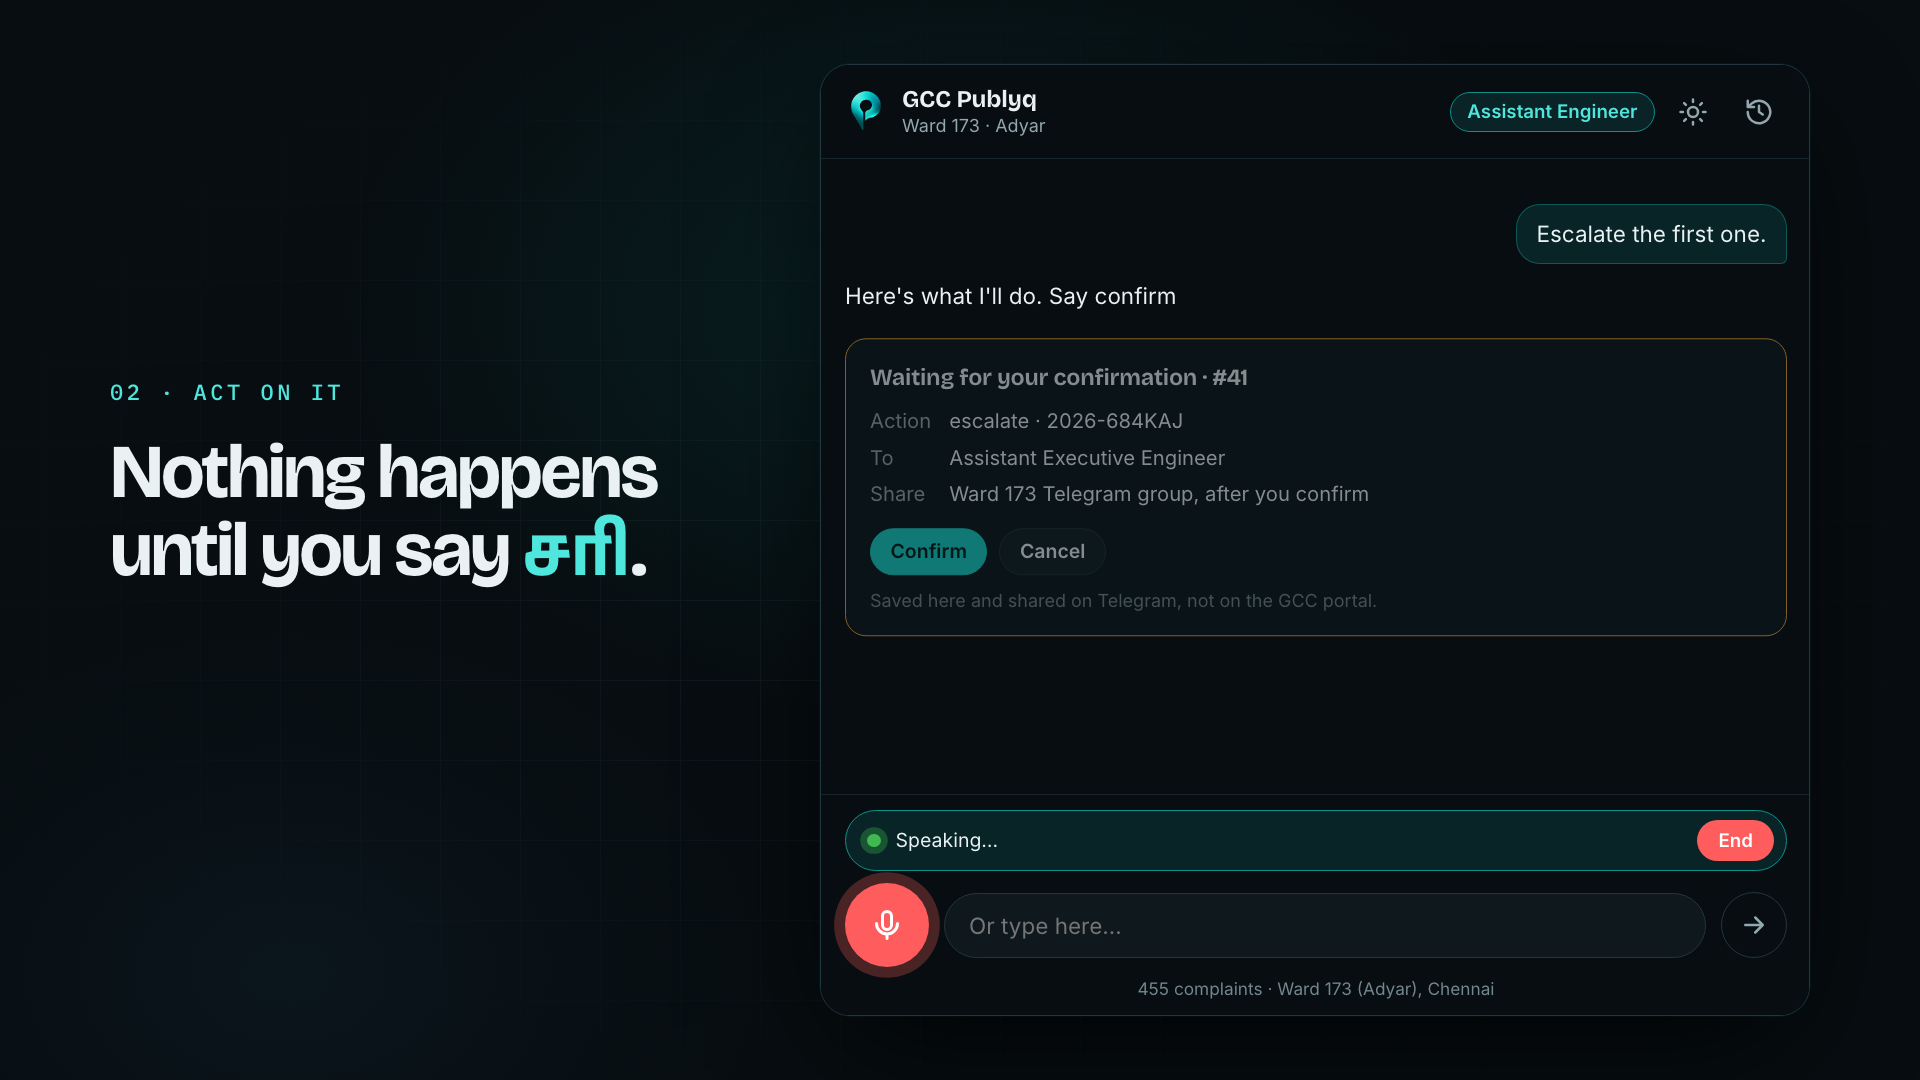 02 · ACT ON IT
Nothing happens
until you say சரி.
GCC Publyq
Ward 173 · Adyar
Assistant Engineer
Escalate the first one.
Here's what I'll do. Say confirm
Waiting for your confirmation · #41
Action escalate · 2026-684KAJ
To Assistant Executive Engineer
Share Ward 173 Telegram group, after you confirm
Confirm Cancel
Saved here and shared on Telegram, not on the GCC portal.
Speaking...
End
Or type here...
455 complaints · Ward 173 (Adyar), Chennai